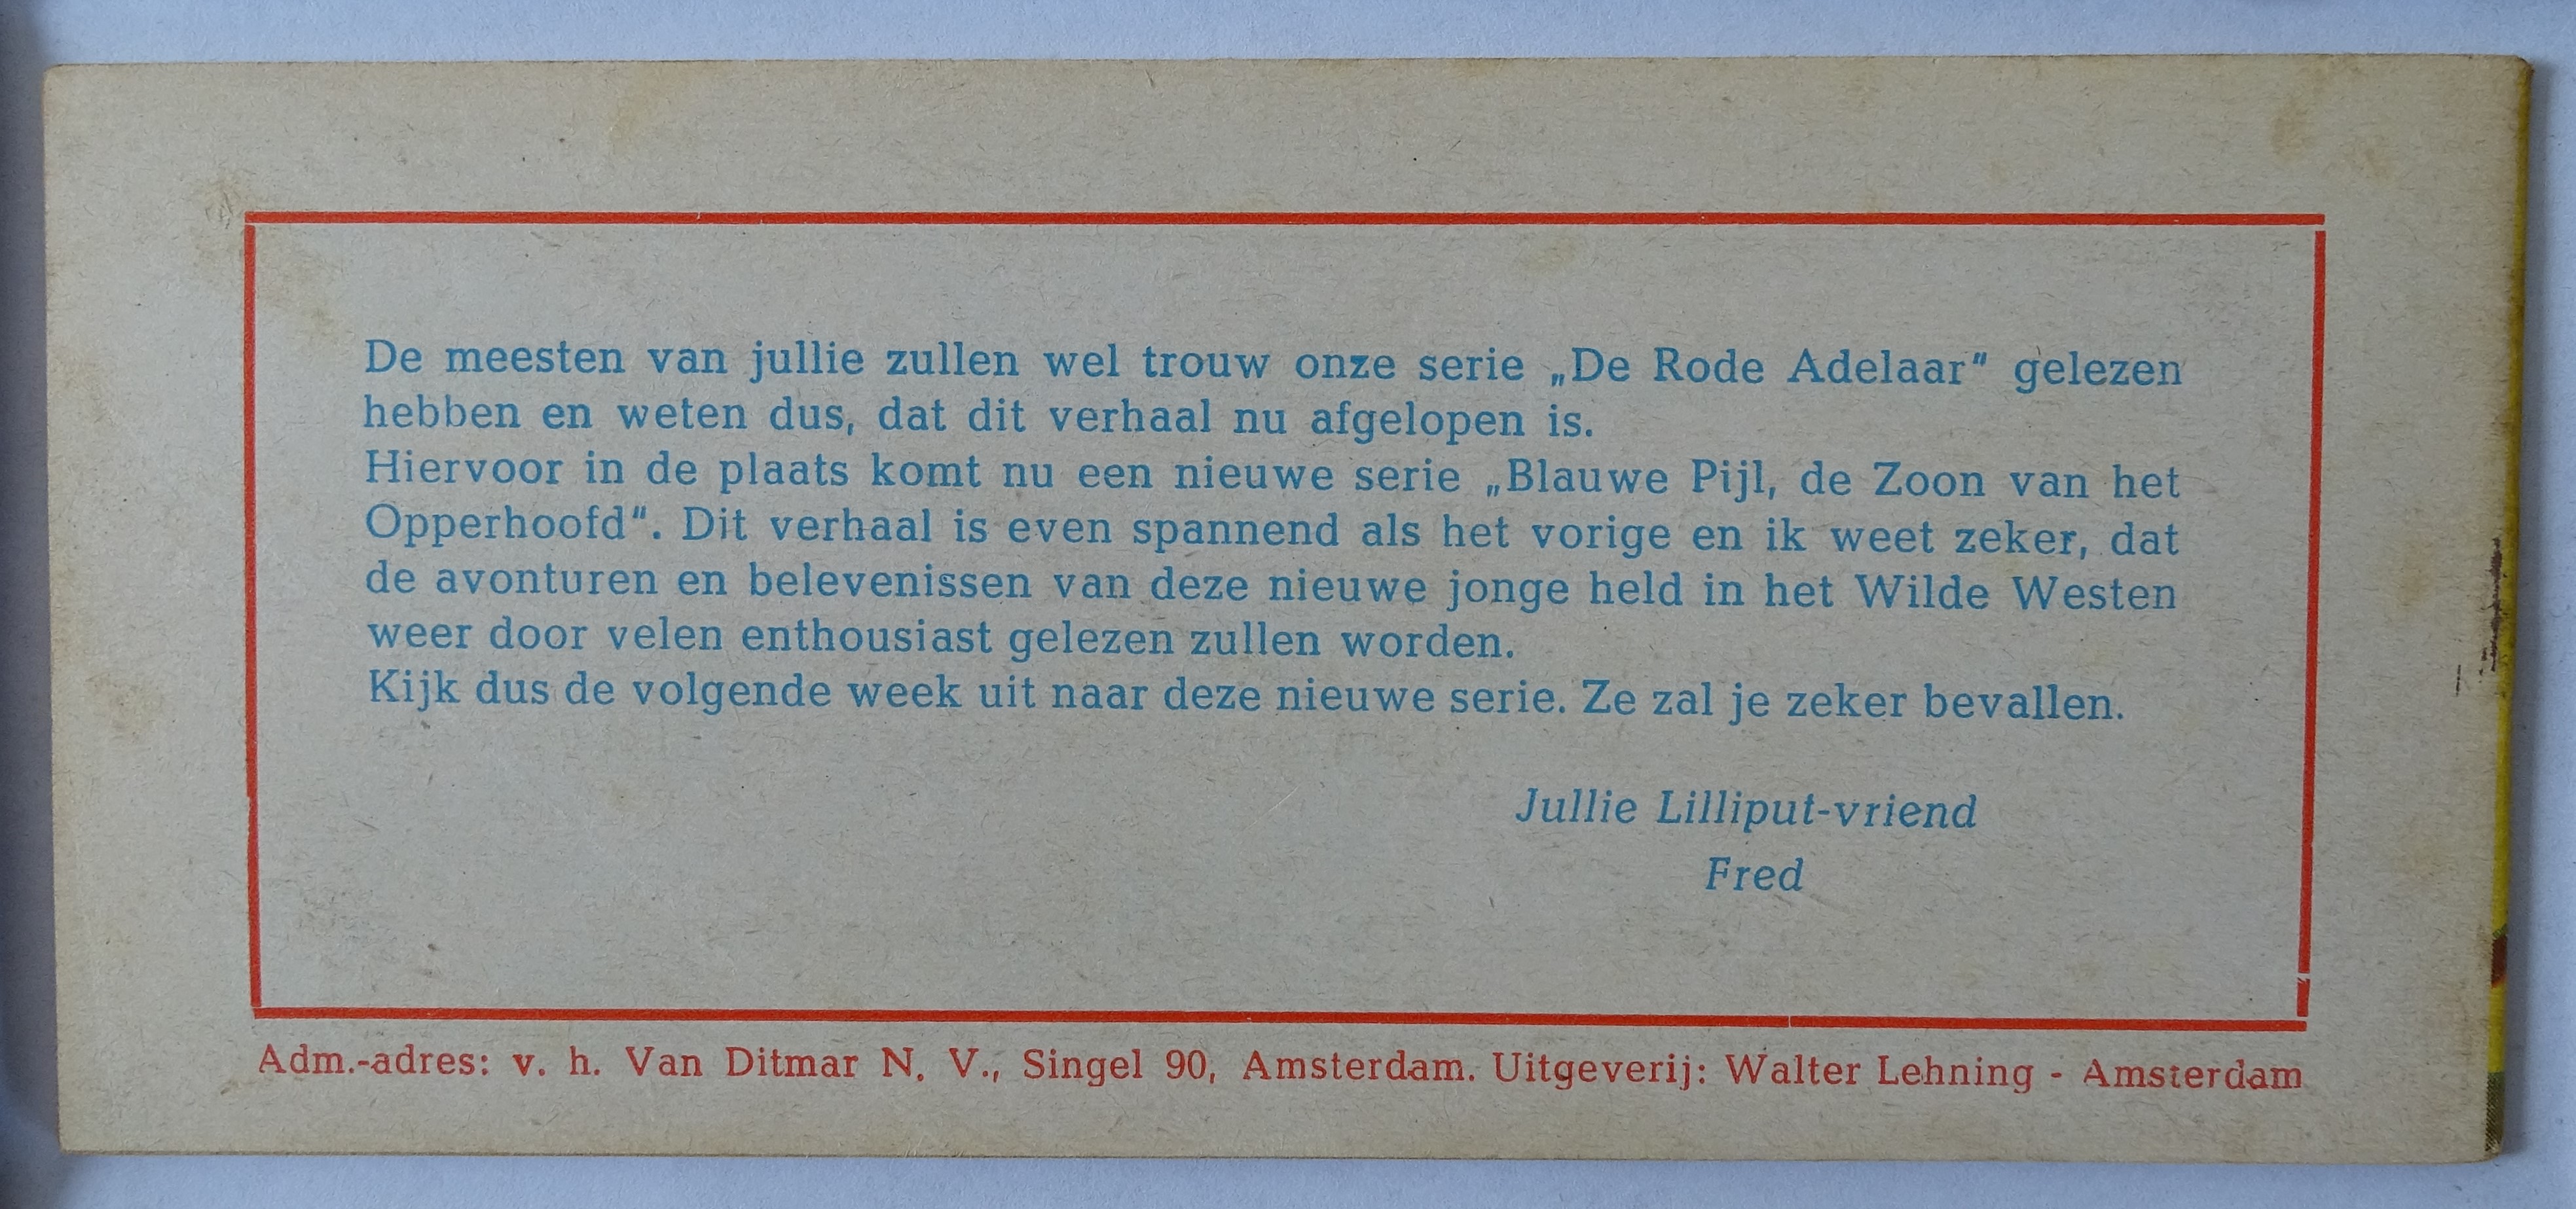 De meesten van jullie zullen wel trouw onze serie „De Rode Adelaar" gelezen
hebben en weten dus, dat dit verhaal nu afgelopen is.
Hiervoor in de plaats komt nu een nieuwe serie „Blauwe Pijl, de Zoon van het
Opperhoofd". Dit verhaal is even spannend als het vorige en ik weet zeker, dat
de avonturen en belevenissen van deze nieuwe jonge held in het Wilde Westen
weer door velen enthousiast gelezen zullen worden.
Kijk dus de volgende week uit naar deze nieuwe serie. Ze zal je zeker bevallen.
Jullie Lilliput-vriend
Fred
Adm.-adres: v. h. Van Ditmar N. V., Singel 90, Amsterdam. Uitgeverij: Walter Lehning - Amsterdam